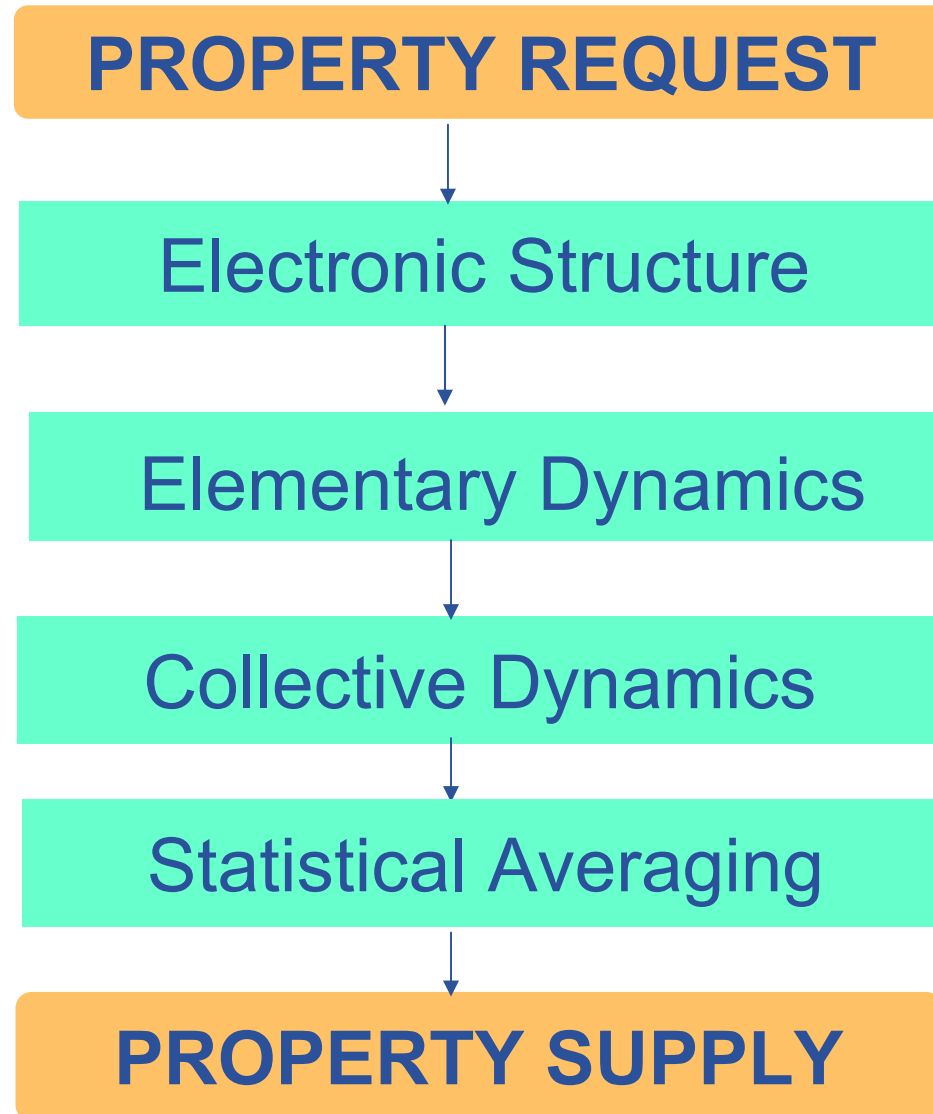 PROPERTY REQUEST
Electronic Structure
Elementary Dynamics
Collective Dynamics
Statistical Averaging
PROPERTY SUPPLY